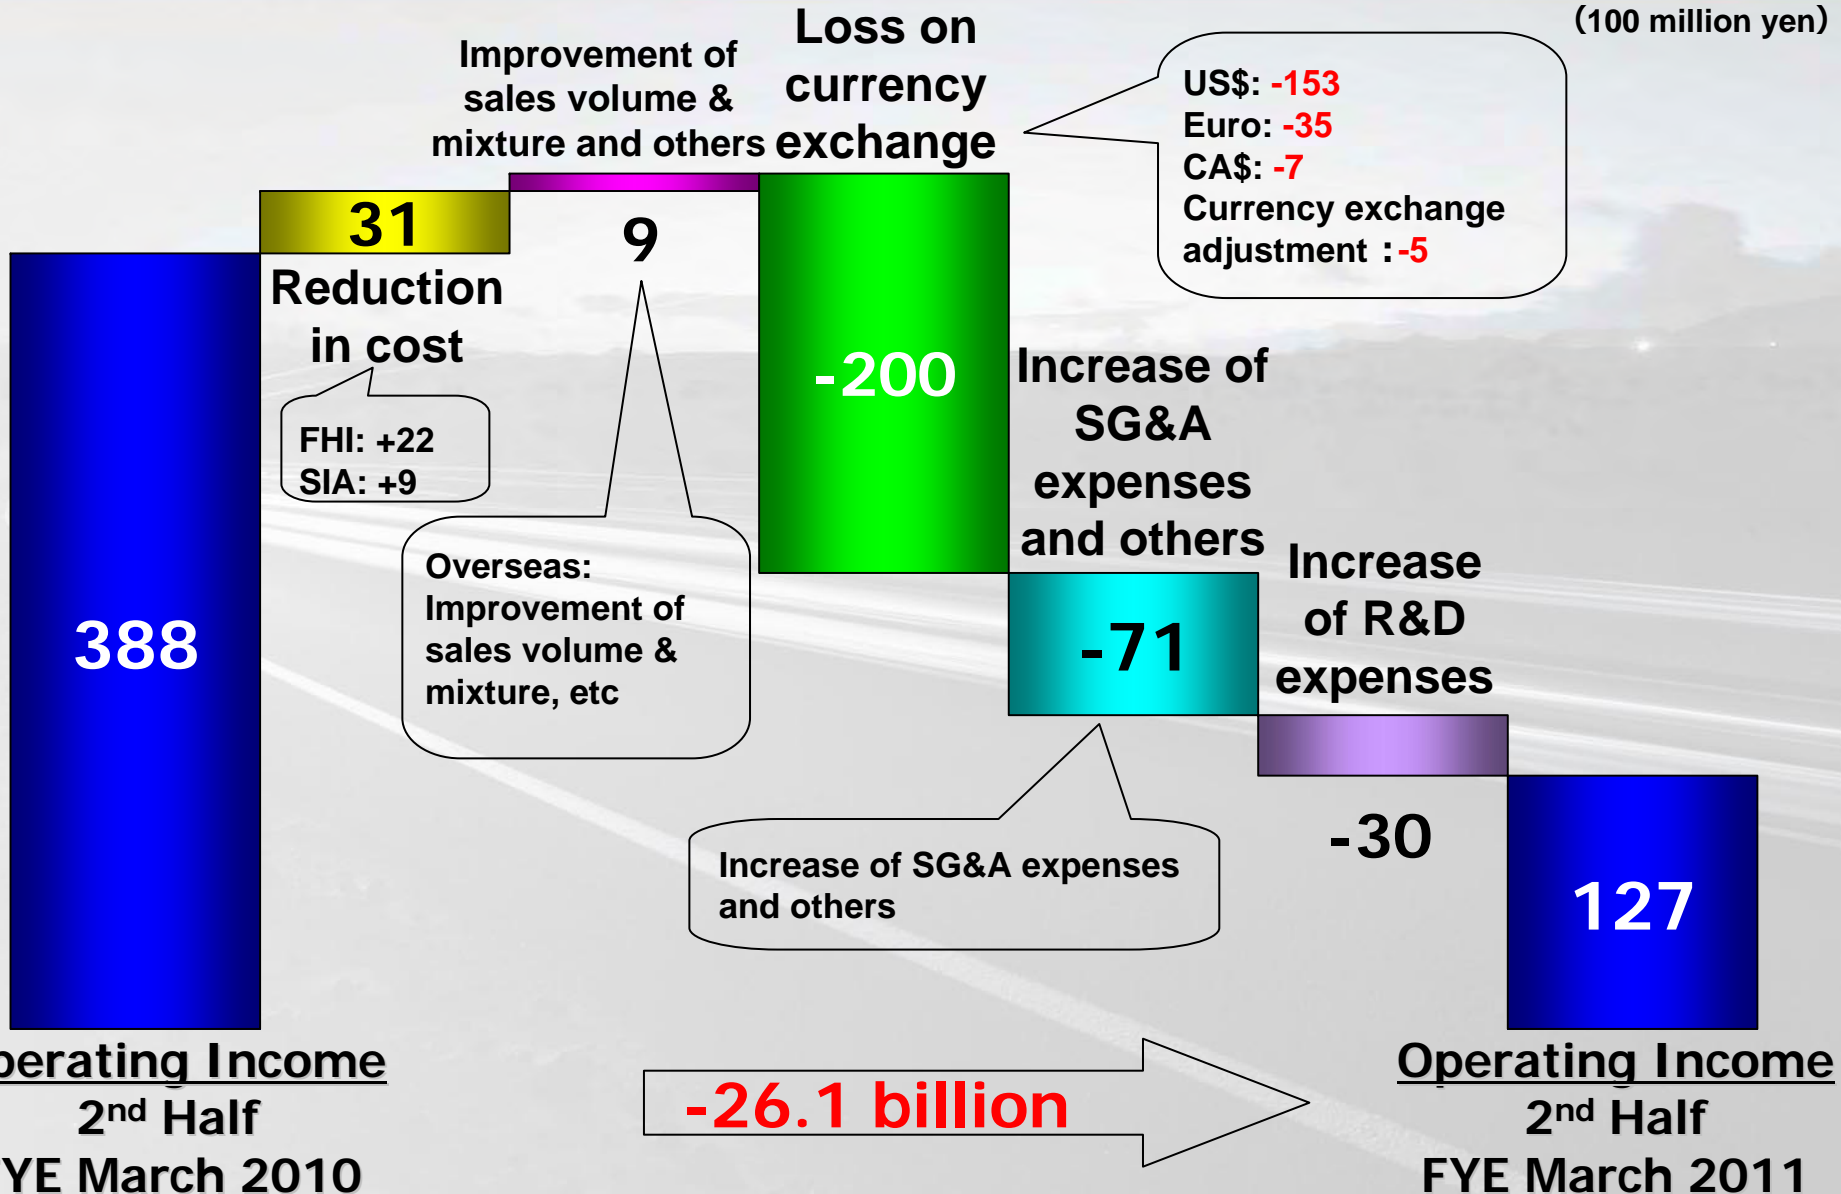 (100 million yen)
Improvement of
sales volume &
mixture and others
Loss on
currency
exchange
US$: -153
Euro: -35
CA$: -7
Currency exchange
adjustment :-5
31
9
Reduction
in cost
FHI: +22
SIA: +9
388
Overseas:
Improvement of
sales volume &
mixture, etc
-200
Increase of
SG&A
expenses
and others
-71
Increase
of R&D
expenses
-30
Increase of SG&A expenses
and others
127
perating Income
2nd Half
YE March 2010
-26.1 billion
Operating Income
2nd Half
FYE March 2011